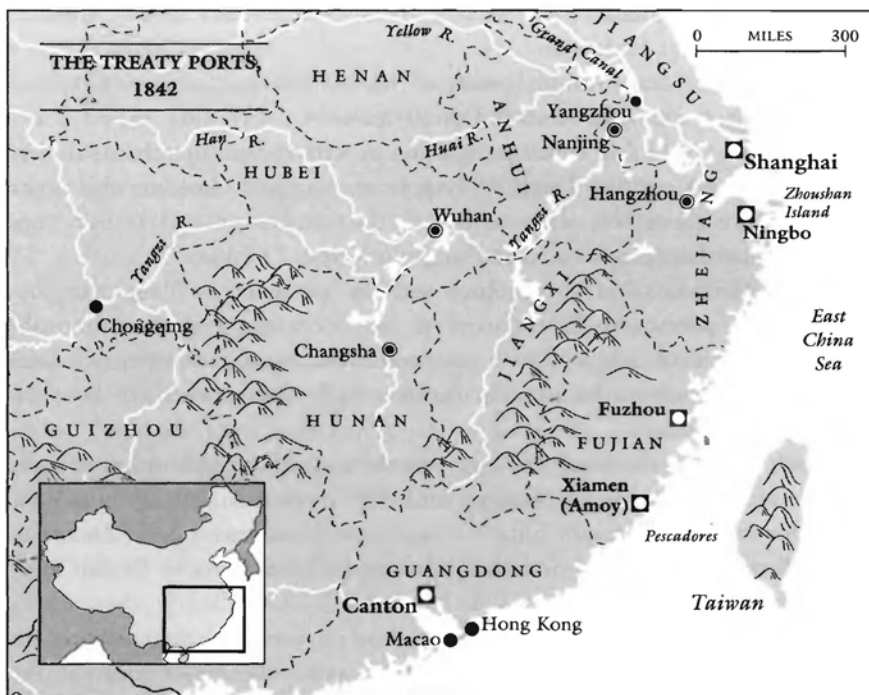 THE TREATY PORTS
1842
Yellow R.
Grand Canal
JIANGSU
0 MILES 300
HENAN
Yangzhou
Nanjing
ANHUI
Han R.
Huai R.
HUBEI
Shanghai
Hangzhou
Zhoushan
Island
Ningbo
Wuhan
Yangzi R.
Yangzi R.
ZHEJIANG
Chongqing
JIANGXI
East
China
Sea
Changsha
Fuzhou
HUNAN
GUIZHOU
FUJIAN
Xiamen
(Amoy)
Pescadores
GUANGDONG
Canton
Taiwan
Hong Kong
Macao